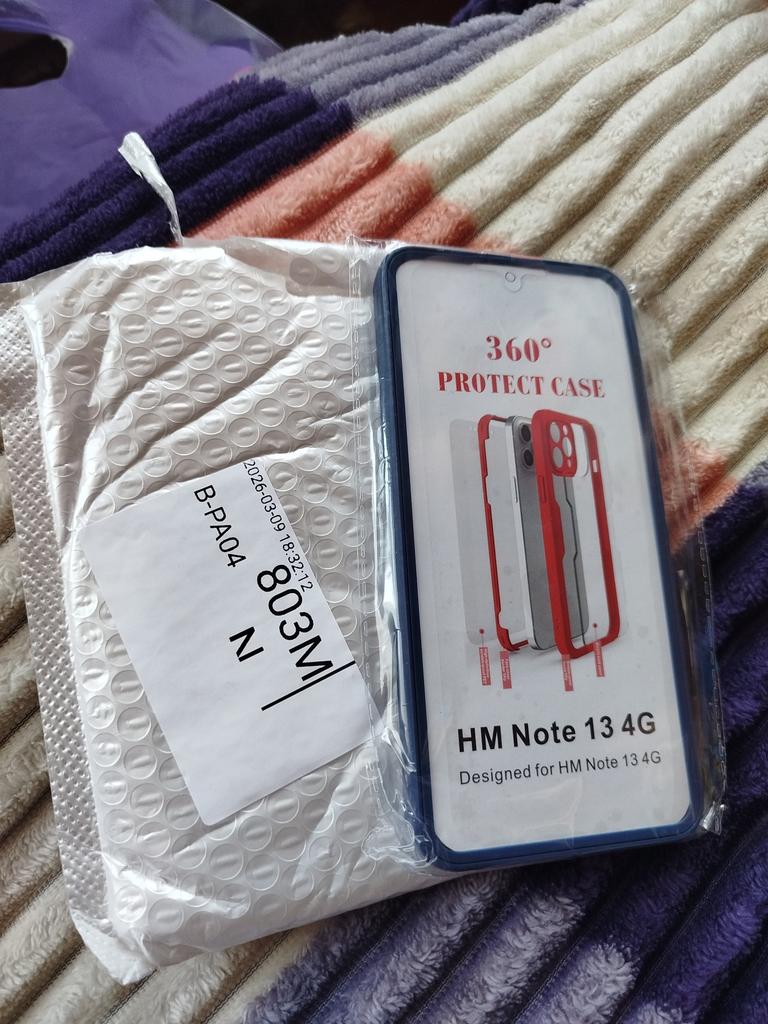 2026-03-09 18:32:12
B-PA04
803M
N
360°
PROTECT CASE
HM Note 13 4G
Designed for HM Note 13 4G